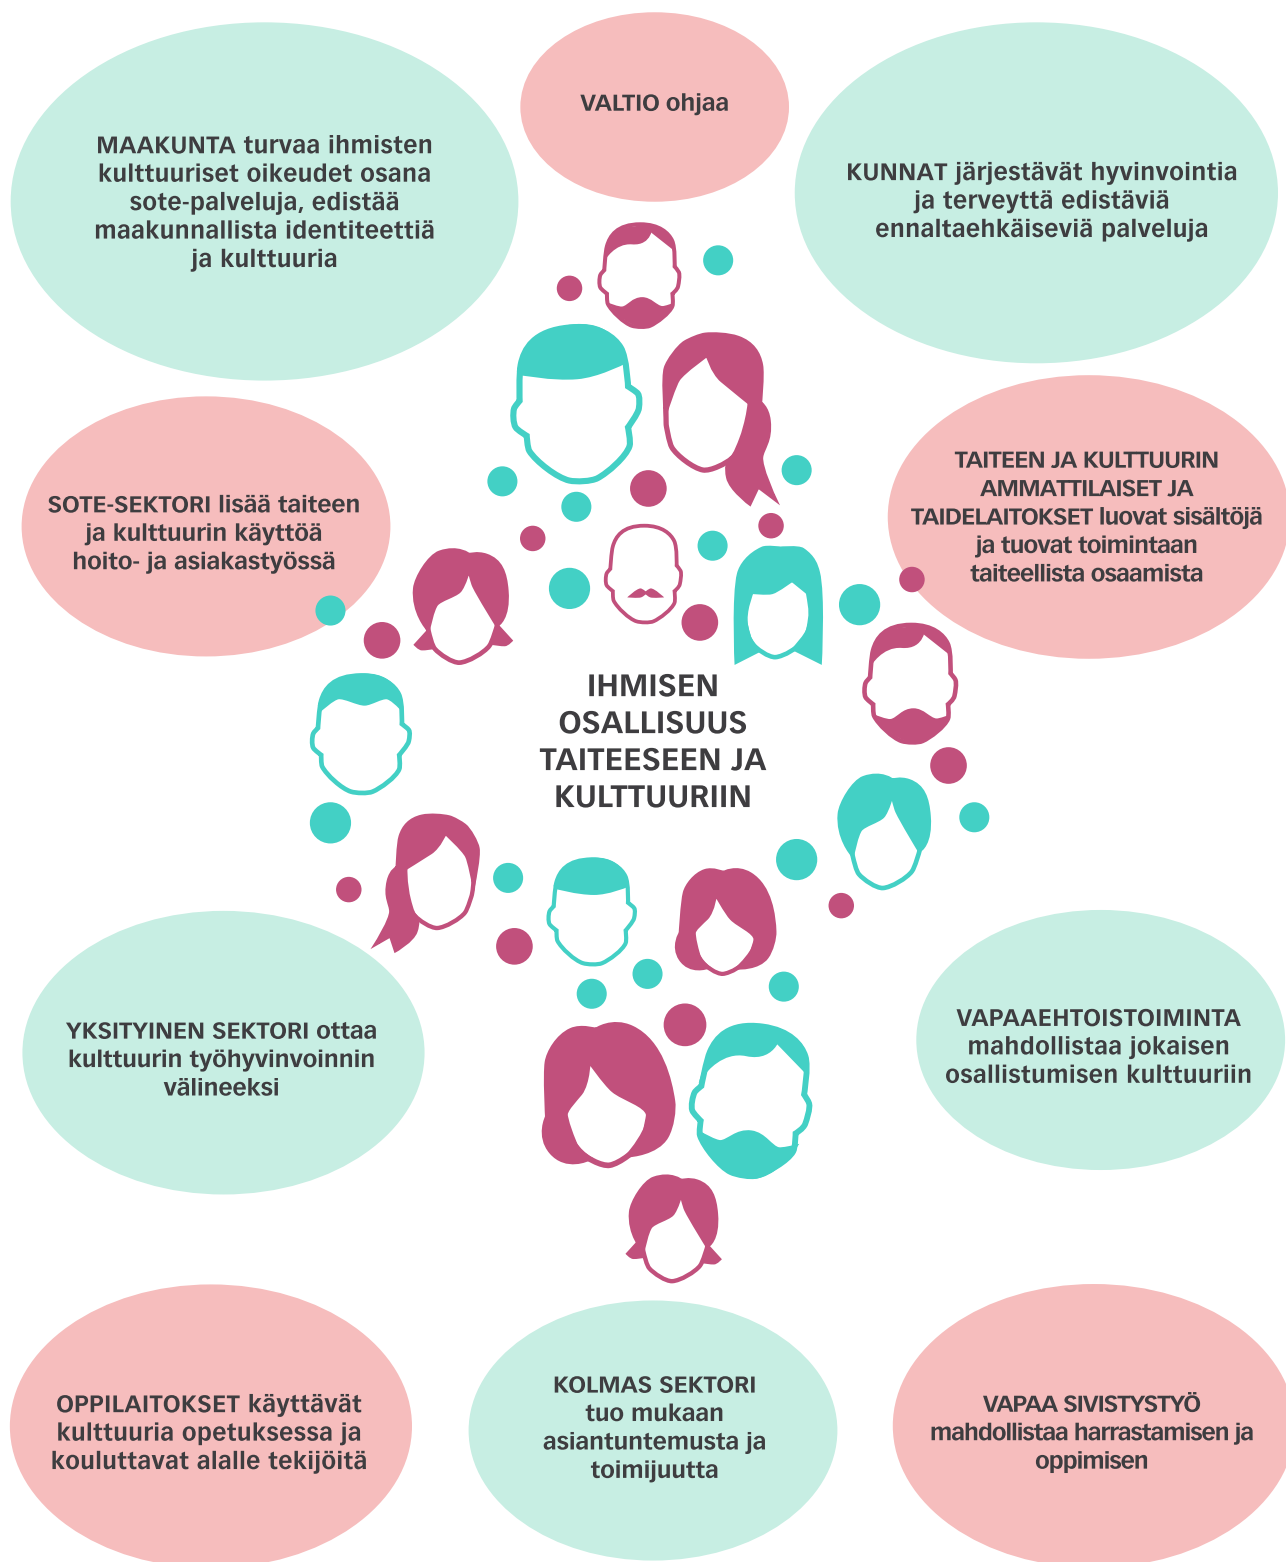 VALTIO ohjaa
MAAKUNTA turvaa ihmisten
kulttuuriset oikeudet osana
sote-palveluja, edistää
maakunnallista identiteettiä
ja kulttuuria
KUNNAT järjestävät hyvinvointia
ja terveyttä edistäviä
ennaltaehkäiseviä palveluja
SOTE-SEKTORI lisää taiteen
ja kulttuurin käyttöä
hoito- ja asiakastyössä
TAITEEN JA KULTTUURIN
AMMATTILAISET JA
TAIDELAITOKSET luovat sisältöjä
ja tuovat toimintaan
taiteellista osaamista
IHMISEN
OSALLISUUS
TAITEESEEN JA
KULTTUURIIN
YKSITYINEN SEKTORI ottaa
kulttuurin työhyvinvoinnin
välineeksi
VAPAAEHTOISTOIMINTA
mahdollistaa jokaisen
osallistumisen kulttuuriin
OPPILAITOKSET käyttävät
kulttuuria opetuksessa ja
kouluttavat alalle tekijöitä
KOLMAS SEKTORI
tuo mukaan
asiantuntemusta ja
toimijuutta
VAPAA SIVISTYSTYÖ
mahdollistaa harrastamisen ja
oppimisen